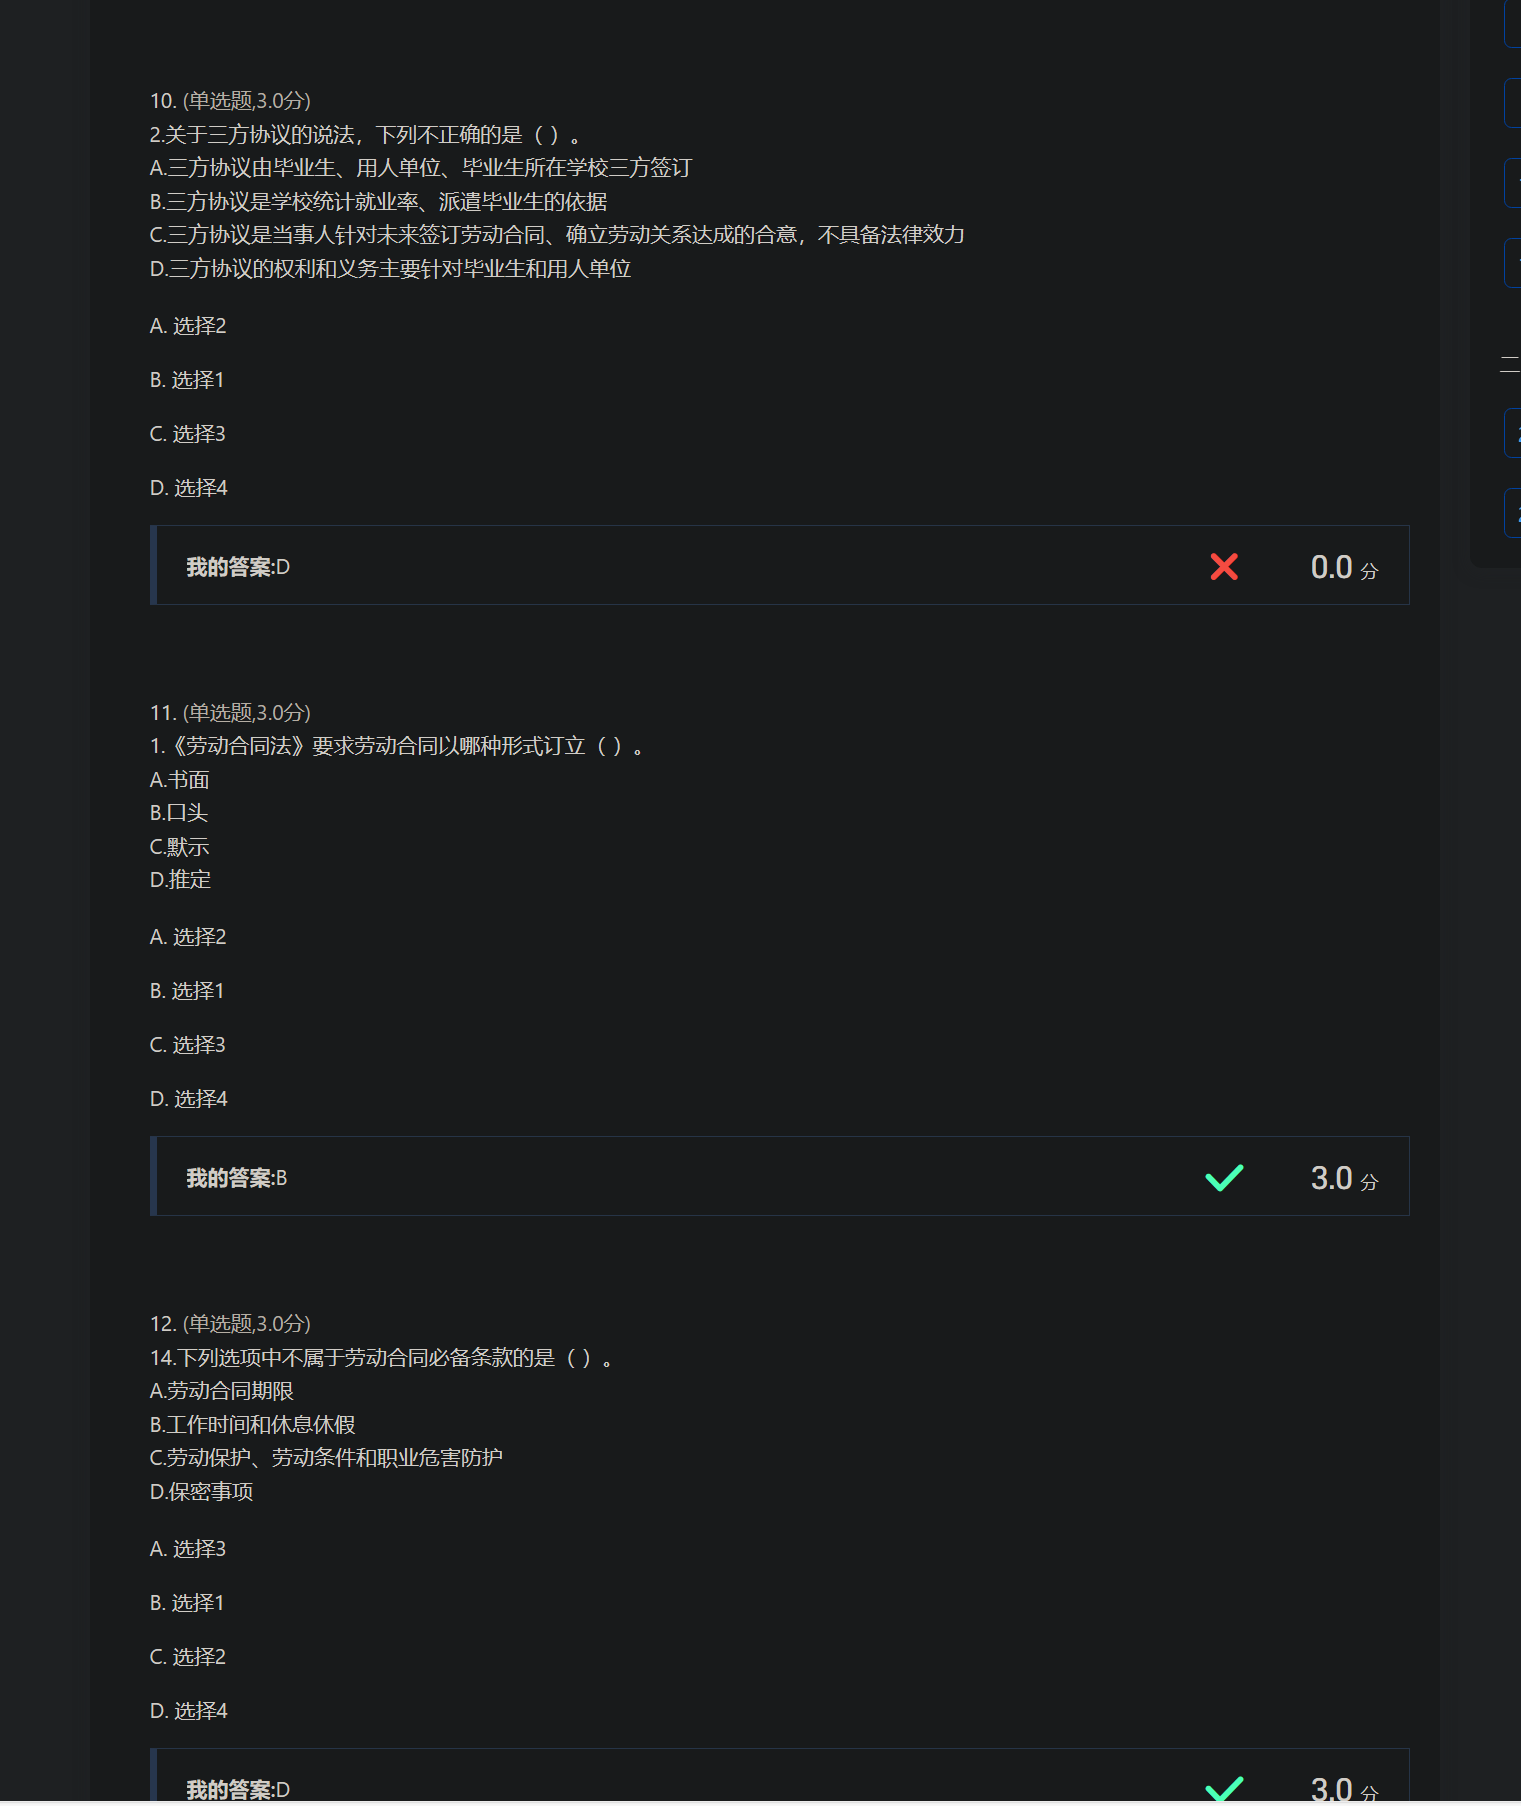 10. (单选题,3.0分)
2.关于三方协议的说法，下列不正确的是（ ）。
A.三方协议由毕业生、用人单位、毕业生所在学校三方签订
B.三方协议是学校统计就业率、派遣毕业生的依据
C.三方协议是当事人针对未来签订劳动合同、确立劳动关系达成的合意，不具备法律效力
D.三方协议的权利和义务主要针对毕业生和用人单位
二
A. 选择2
B. 选择1
C. 选择3
D. 选择4
我的答案:D
0.0 分
11. (单选题,3.0分)
1.《劳动合同法》要求劳动合同以哪种形式订立（ ）。
A.书面
B.口头
C.默示
D.推定
A. 选择2
B. 选择1
C. 选择3
D. 选择4
我的答案:B
3.0 分
12. (单选题,3.0分)
14.下列选项中不属于劳动合同必备条款的是（ ）。
A.劳动合同期限
B.工作时间和休息休假
C.劳动保护、劳动条件和职业危害防护
D.保密事项
A. 选择3
B. 选择1
C. 选择2
D. 选择4
我的答案:D
3.0 分